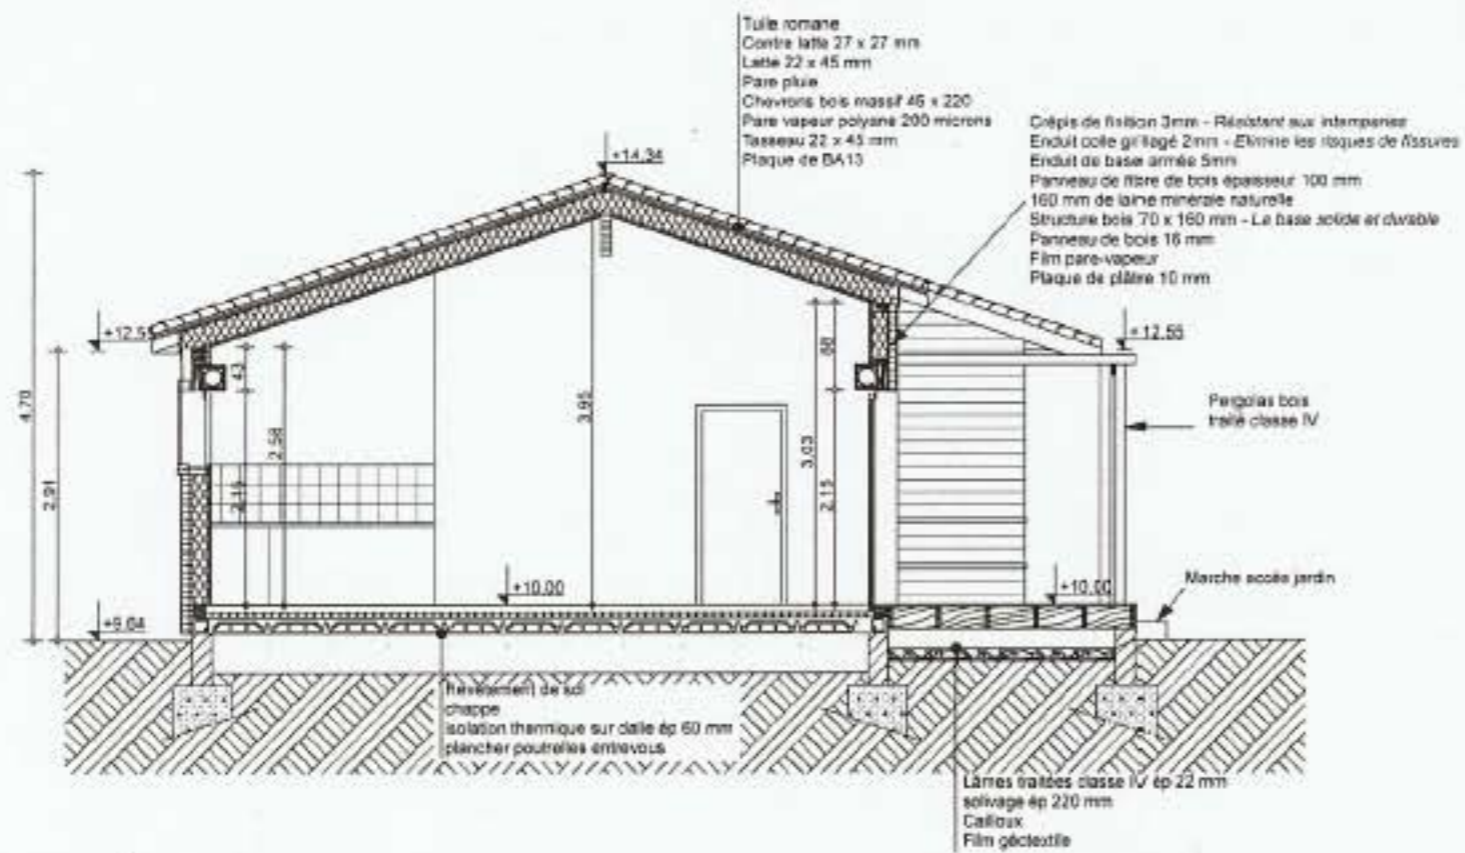 Tuile romane
Contre latte 27 x 27 mm
Latte 22 x 45 mm
Pare pluie
Chevrons bois massif 45 x 220
Pare vapeur polyane 200 microns
Tasseau 22 x 45 mm
Plaque de BA13
Crépis de finition 3mm - Résistant aux intemperies
Enduit colle grillagé 2mm - Elimine les risques de fissures
Enduit de base armée 5mm
Panneau de fibre de bois épaisseur 100 mm
160 mm de laine minérale naturelle
Structure bois 70 x 160 mm - La base solide et durable
Panneau de bois 16 mm
Film pare-vapeur
Plaque de plâtre 10 mm
+14.34
+12.5
+12.55
43
68
4.70
2.91
2.58
2.15
3.95
3.03
2.15
Pergolas bois
traité classe IV
+10.00
+10.00
Marche accès jardin
+9.64
Revêtement de sol
chappe
isolation thermique sur dalle ép 60 mm
plancher poutrelles entrevous
Lames traitées classe IV ép 22 mm
solivage ép 220 mm
Cailloux
Film géotextile